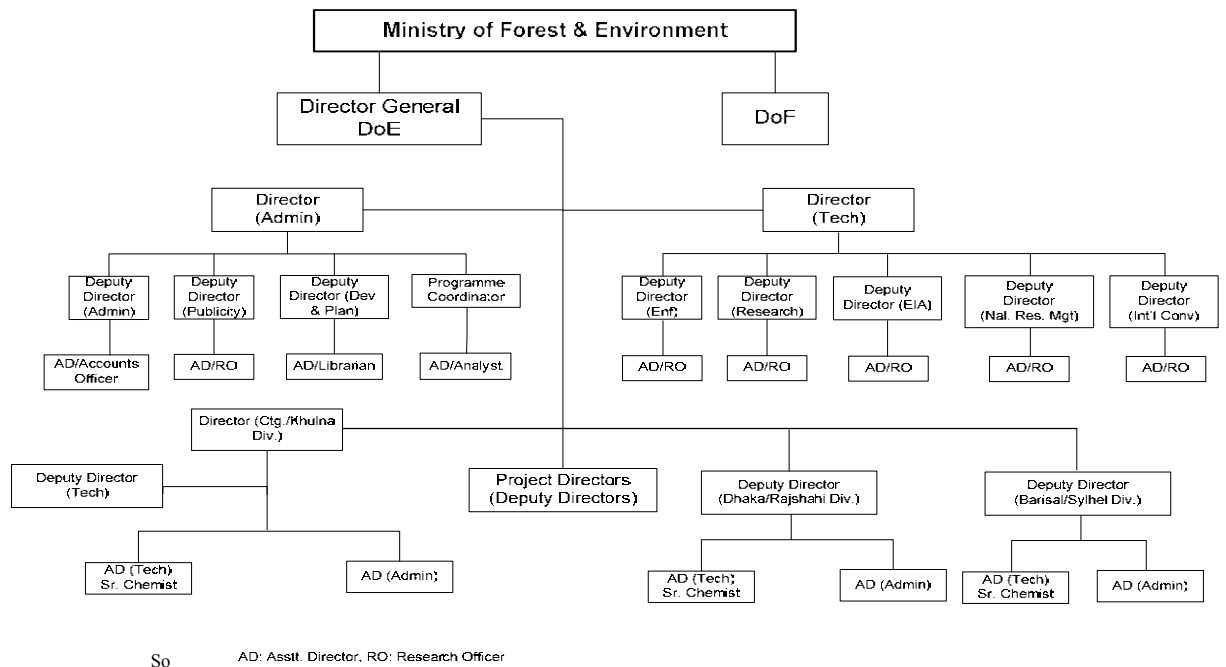 Ministry of Forest & Environment
Director General
DoE
DoF
Director
(Admin)
Director
(Tech)
Deputy
Director
(Admin)
Deputy
Director
(Publicity)
Deputy
Director (Dev
& Plan)
Programme
Coordinator
Deputy
Director
(Enf)
Deputy
Director
(Research)
Deputy
Director (EIA)
Deputy
Director
(Nal. Res. Mgt)
Deputy
Director
(Int'l Conv)
AD/Accounts
Officer
AD/RO
AD/Librarian
AD/Analyst
AD/RO
AD/RO
AD/RO
AD/RO
AD/RO
Director (Ctg./Khulna
Div.)
Deputy Director
(Tech)
Project Directors
(Deputy Directors)
Deputy Director
(Dhaka/Rajshahi Div.)
Deputy Director
(Barisal/Sylhel Div.)
AD (Tech)
Sr. Chemist
AD (Admin)
AD (Tech)
Sr. Chemist
AD (Admin)
AD (Tech)
Sr. Chemist
AD (Admin)
So
AD: Asstt. Director, RO: Research Officer